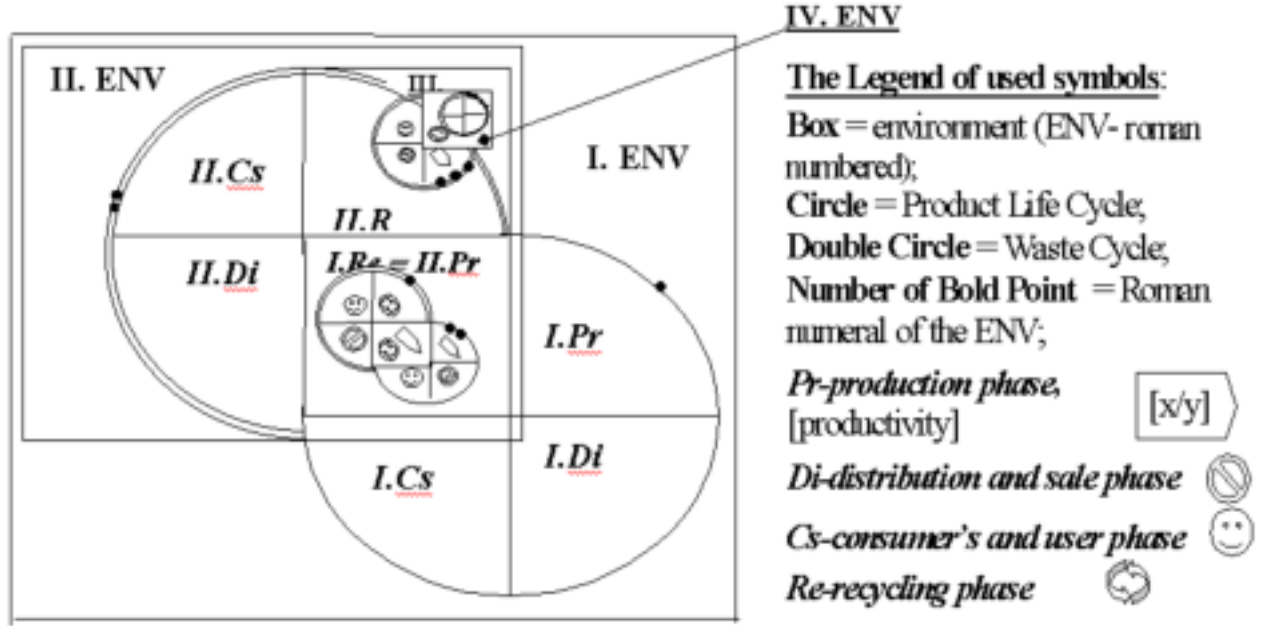 IV. ENV
II. ENV
III.
The Legend of used symbols:
Box = environment (ENV- roman
numbered);
I. ENV
II.Cs
Circle = Product Life Cycle;
II.R
Double Circle = Waste Cycle;
II.Di
I.Re = II.Pr
Number of Bold Point = Roman
numeral of the ENV;
I.Pr
Pr-production phase,
[x/y]
[productivity]
I.Cs
I.Di
Di-distribution and sale phase
Cs-consumer's and user phase
Re-recycling phase